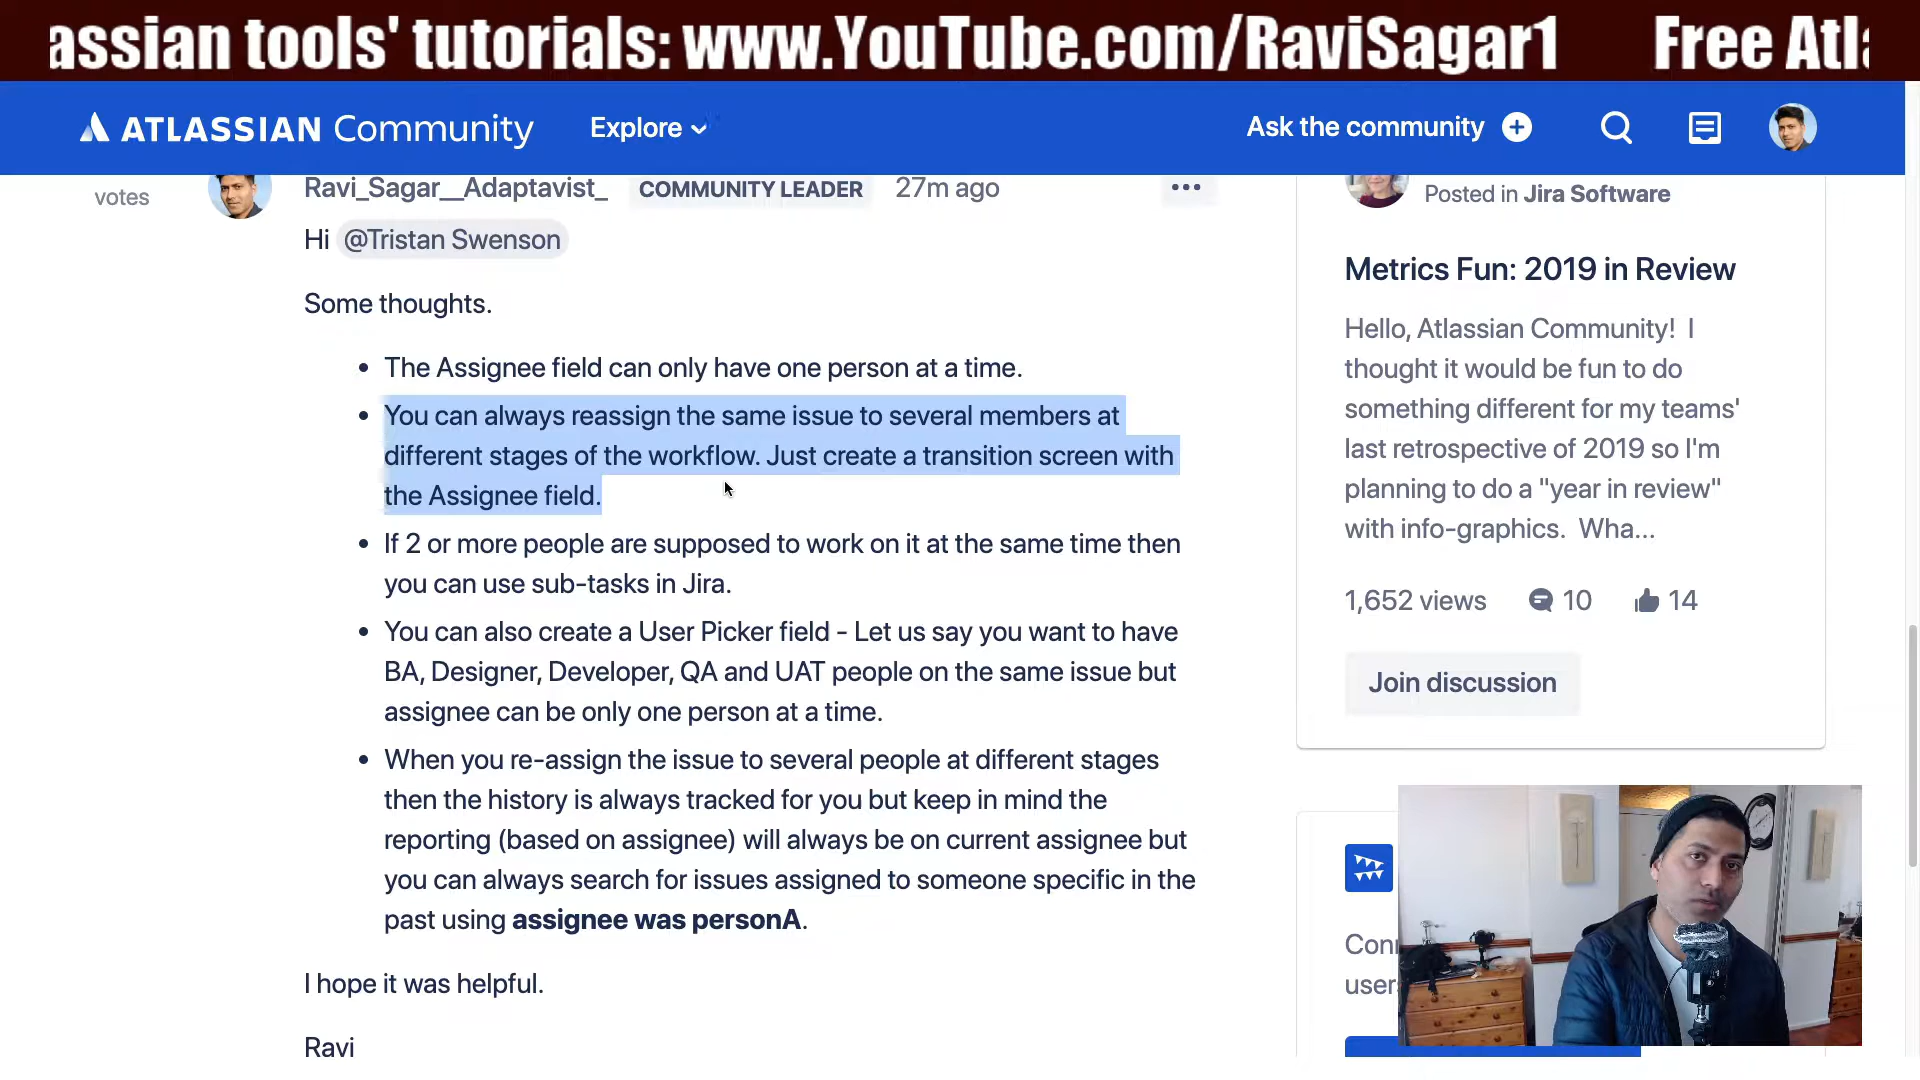 assian tools' tutorials: www.YouTube.com/RaviSagar1 Free Atla
ATLASSIAN Community Explore Ask the community
votes Ravi_Sagar__Adaptavist_ COMMUNITY LEADER 27m ago
Hi @Tristan Swenson
Some thoughts.
• The Assignee field can only have one person at a time.
• You can always reassign the same issue to several members at
different stages of the workflow. Just create a transition screen with
the Assignee field.
• If 2 or more people are supposed to work on it at the same time then
you can use sub-tasks in Jira.
• You can also create a User Picker field - Let us say you want to have
BA, Designer, Developer, QA and UAT people on the same issue but
assignee can be only one person at a time.
• When you re-assign the issue to several people at different stages
then the history is always tracked for you but keep in mind the
reporting (based on assignee) will always be on current assignee but
you can always search for issues assigned to someone specific in the
past using assignee was personA.
I hope it was helpful.
Ravi
Posted in Jira Software
Metrics Fun: 2019 in Review
Hello, Atlassian Community! I
thought it would be fun to do
something different for my teams'
last retrospective of 2019 so I'm
planning to do a "year in review"
with info-graphics. Wha...
1,652 views 10 14
Join discussion